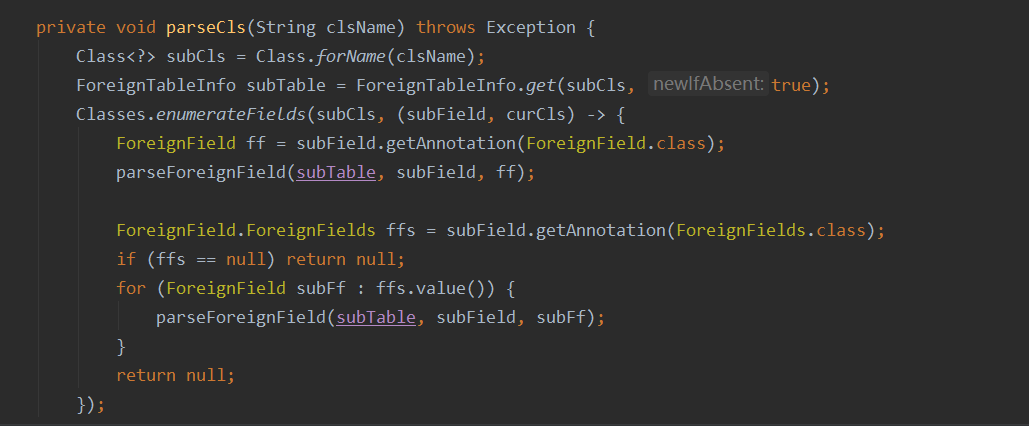 private void parseCls(String clsName) throws Exception {
    Class<?> subCls = Class.forName(clsName);
    ForeignTableInfo subTable = ForeignTableInfo.get(subCls, newIfAbsent: true);
    Classes.enumerateFields(subCls, (subField, curCls) -> {
        ForeignField ff = subField.getAnnotation(ForeignField.class);
        parseForeignField(subTable, subField, ff);

        ForeignField.ForeignFields ffs = subField.getAnnotation(ForeignFields.class);
        if (ffs == null) return null;
        for (ForeignField subFf : ffs.value()) {
            parseForeignField(subTable, subField, subFf);
        }
        return null;
    });